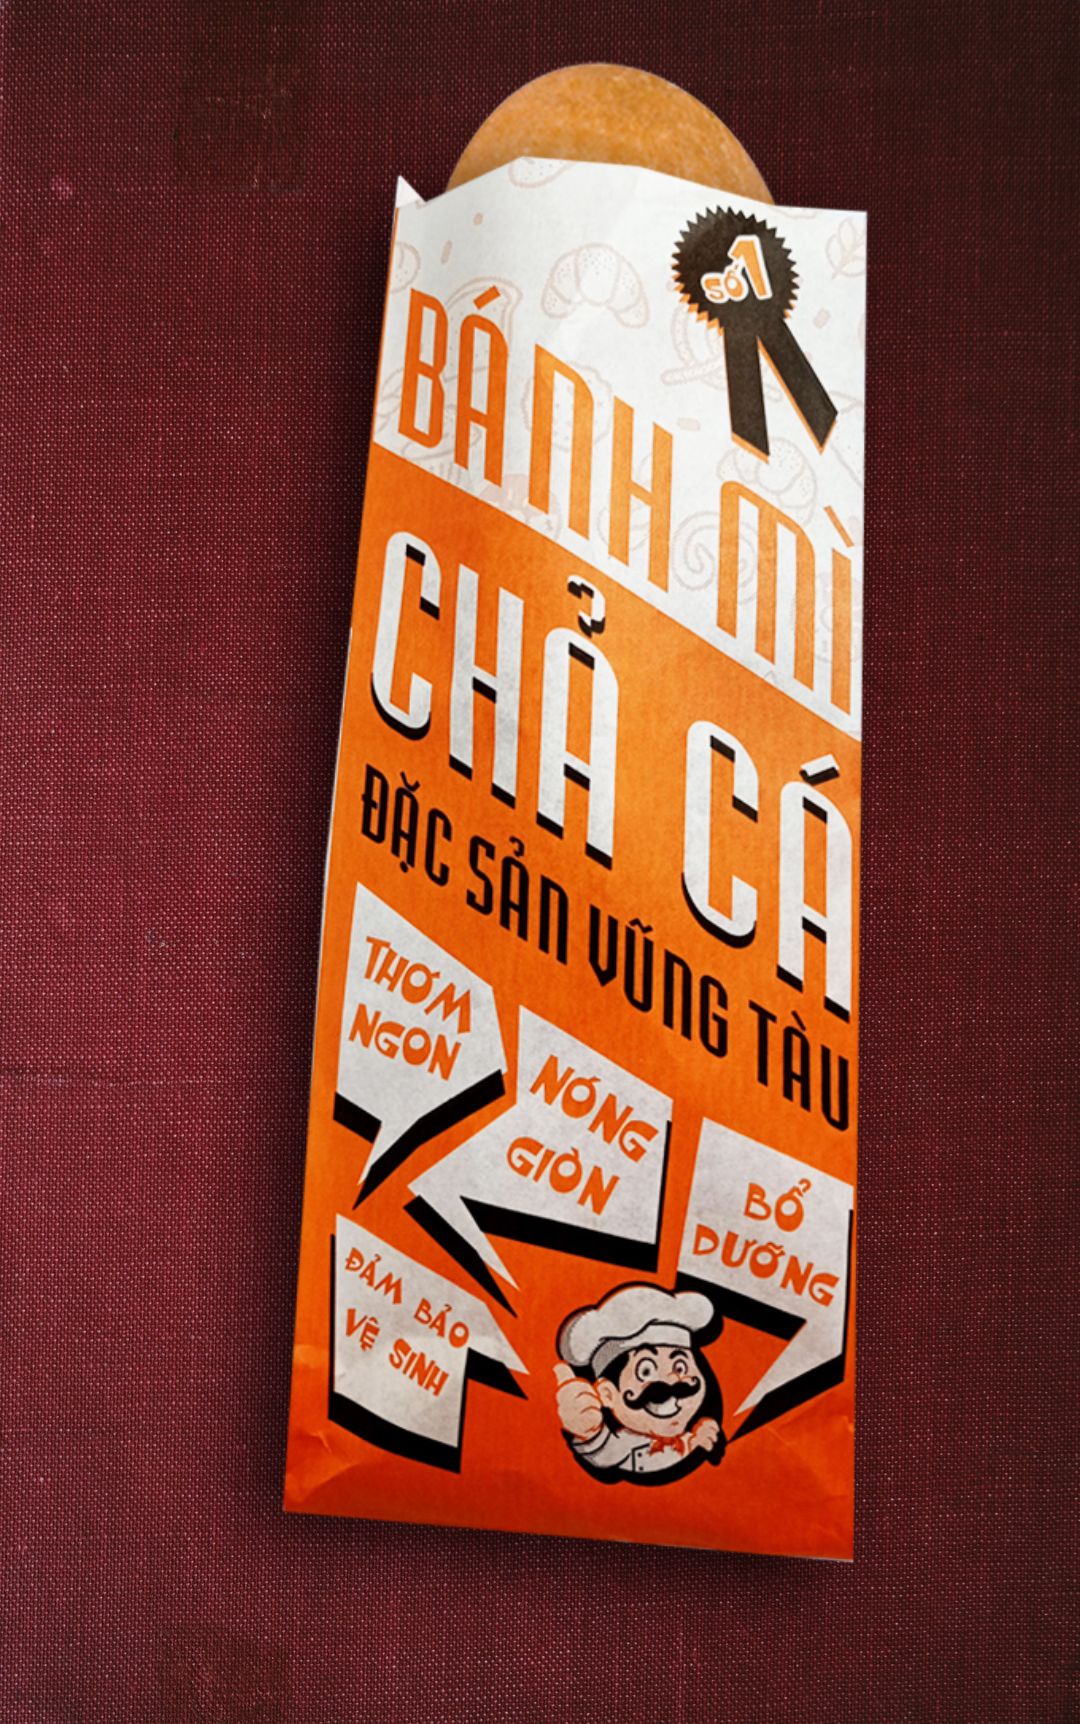 SỐ 1
BÁNH MÌ
CHẢ CÁ
ĐẶC SẢN VŨNG TÀU
THƠM
NGON
NÓNG
GIÒN
BỔ
DƯỠNG
ĐẢM BẢO
VỆ SINH